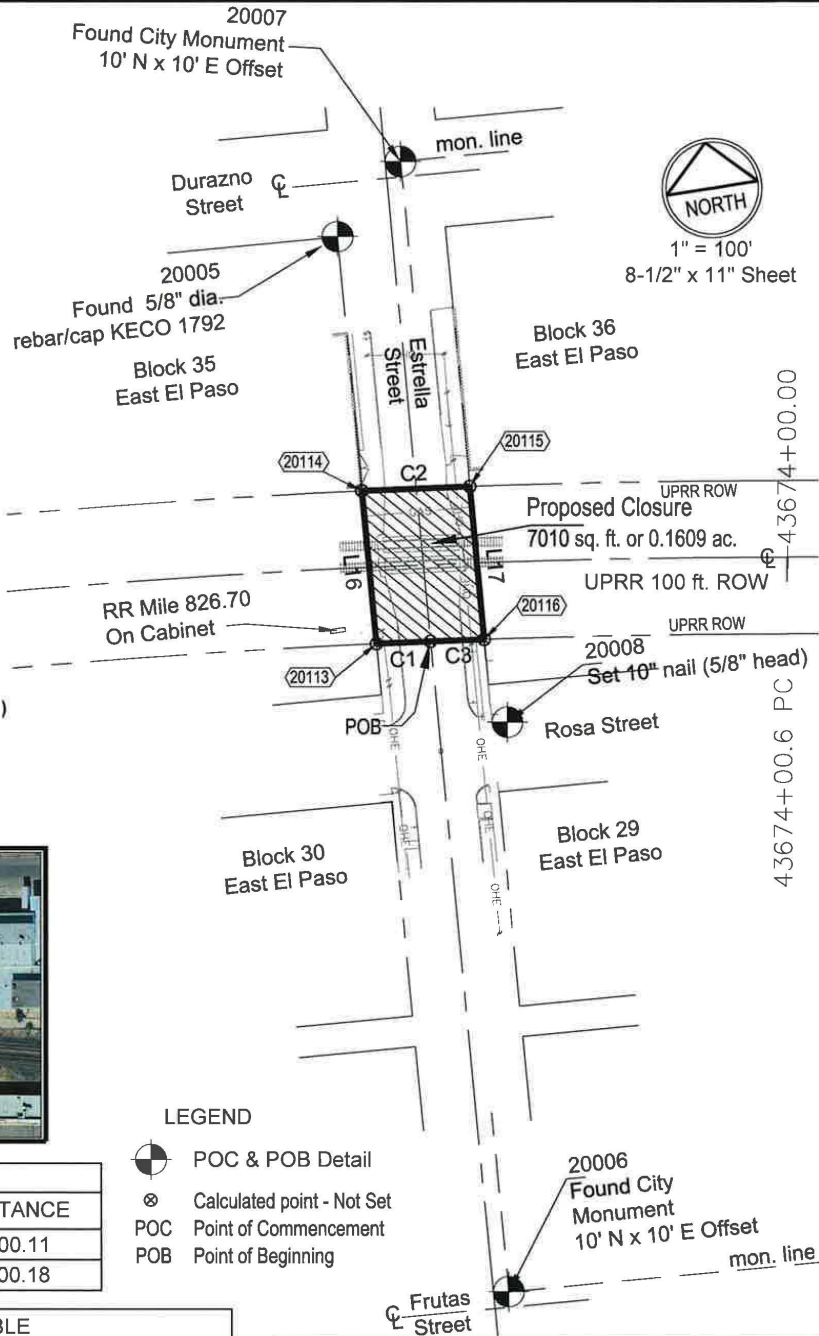 20007
Found City Monument
10' N x 10' E Offset
mon. line
Durazno
Street
NORTH
1" = 100'
8-1/2" x 11" Sheet
20005
Found 5/8" dia.
rebar/cap KECO 1792
Block 35
East El Paso
Estrella
Street
Block 36
East El Paso
43674+00.00
20114
C2
20115
UPRR ROW
Proposed Closure
7010 sq. ft. or 0.1609 ac.
GAS
L16
L17
UPRR 100 ft. ROW
RR Mile 826.70
On Cabinet
20116
UPRR ROW
20113
C1
C3
20008
Set 10" nail (5/8" head)
)
POB
Rosa Street
OHE
OHE
OHE
OHE
OHE
43674+00.6 PC
Block 30
East El Paso
Block 29
East El Paso
LEGEND
POC & POB Detail
Calculated point - Not Set
POC Point of Commencement
POB Point of Beginning
TANCE
00.11
00.18
BLE
20006
Found City
Monument
10' N x 10' E Offset
mon. line
Frutas
Street